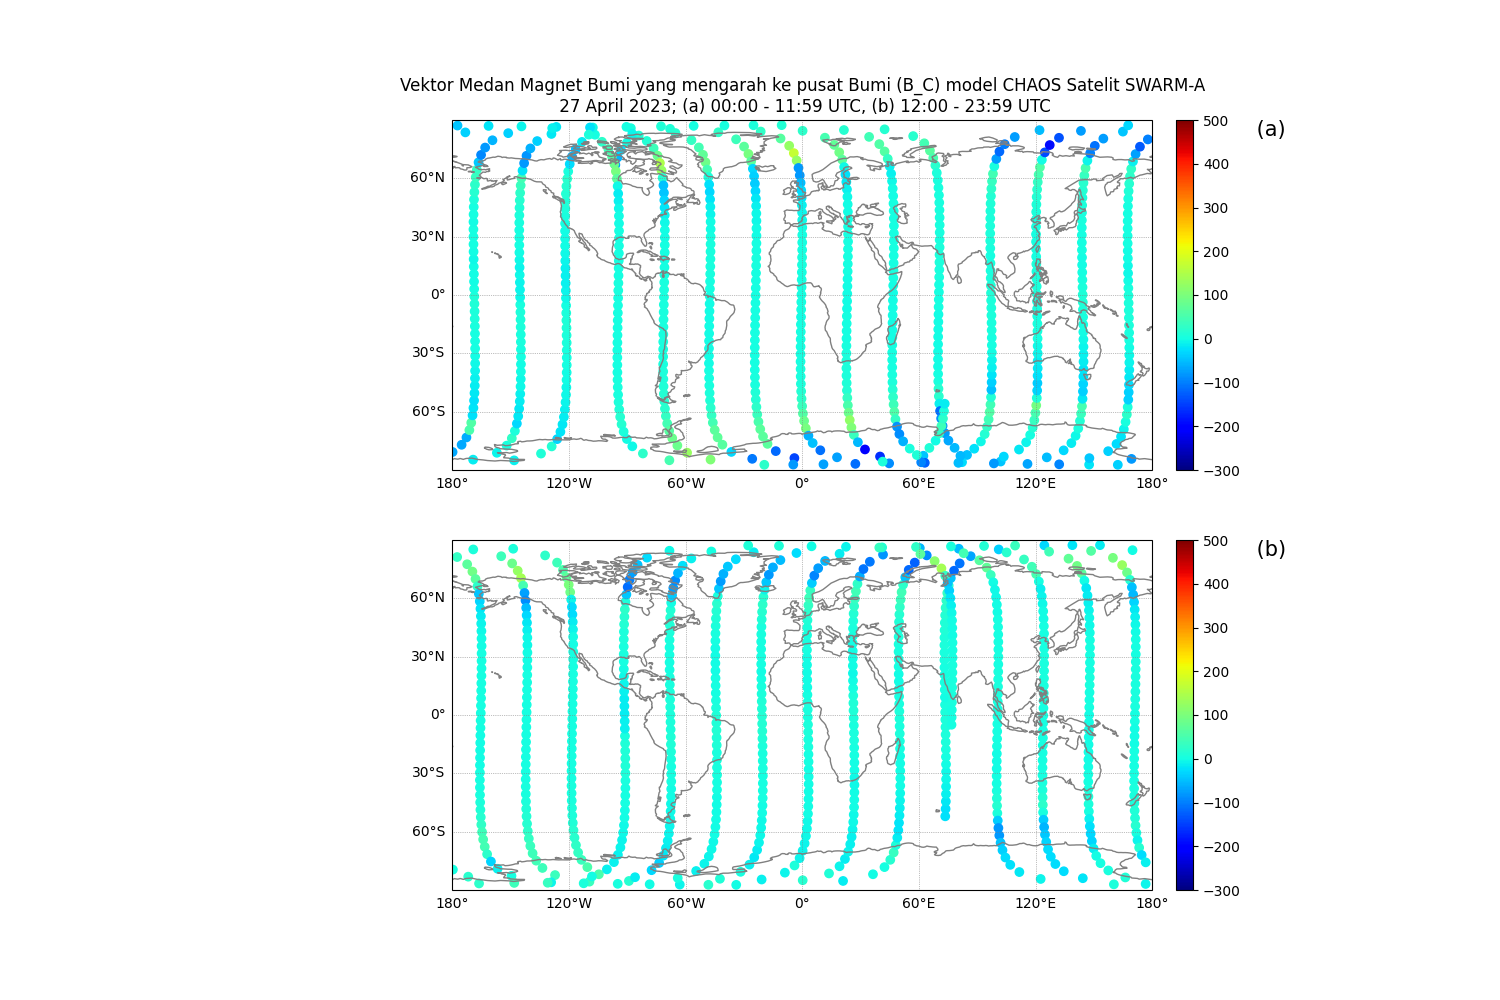 Vektor Medan Magnet Bumi yang mengarah ke pusat Bumi (B_C) model CHAOS Satelit SWARM-A
27 April 2023; (a) 00:00 - 11:59 UTC, (b) 12:00 - 23:59 UTC
(a)
60°N
30°N
0°
30°S
60°S
180° 120°W 60°W 0° 60°E 120°E 180°
500
400
300
200
100
0
−100
−200
−300
(b)
60°N
30°N
0°
30°S
60°S
180° 120°W 60°W 0° 60°E 120°E 180°
500
400
300
200
100
0
−100
−200
−300